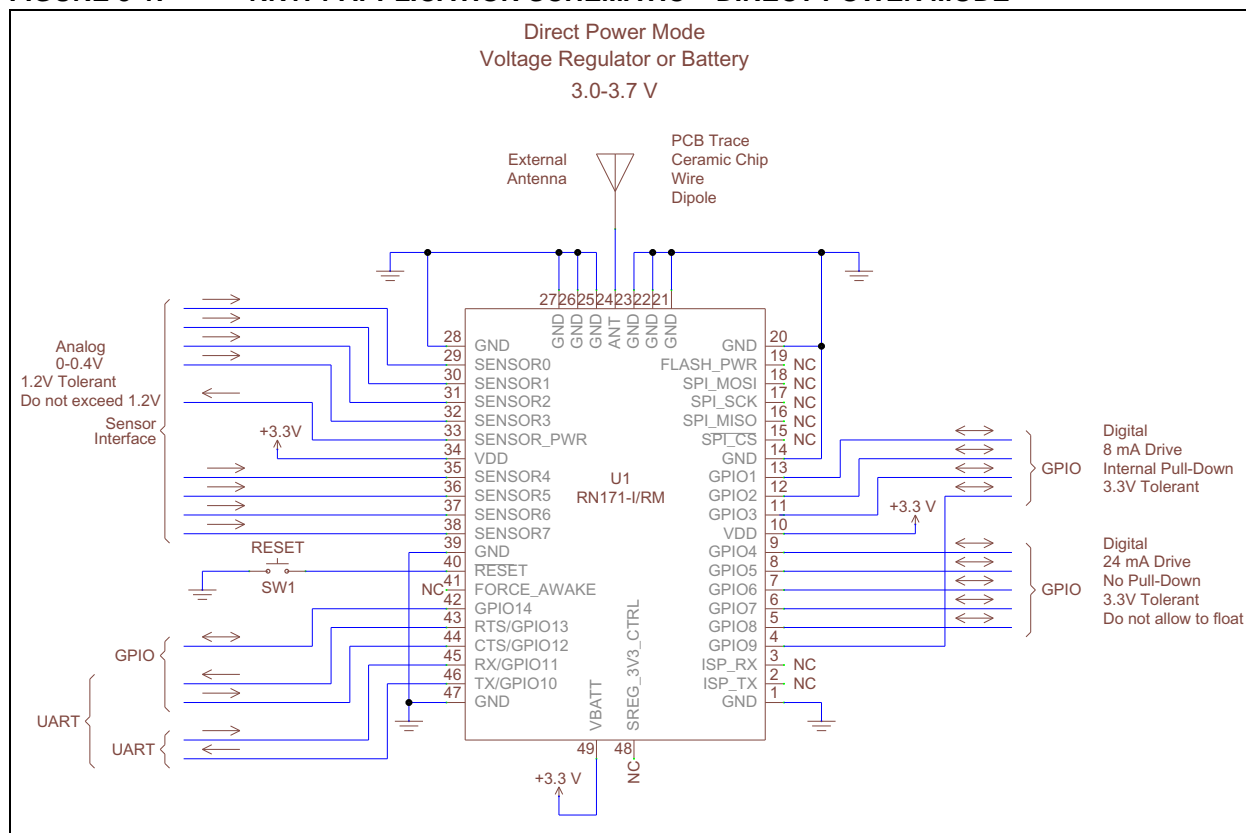 Direct Power Mode
Voltage Regulator or Battery
3.0-3.7 V
External
Antenna
PCB Trace
Ceramic Chip
Wire
Dipole
27 26 25 24 23 22 21
GND GND GND ANT GND GND GND
Analog
0-0.4V
1.2V Tolerant
Do not exceed 1.2V
Sensor
Interface
+3.3V
RESET
SW1
NC
GPIO
UART
UART
28 GND
29 SENSOR0
30 SENSOR1
31 SENSOR2
32 SENSOR3
33 SENSOR_PWR
34 VDD
35 SENSOR4
36 SENSOR5
37 SENSOR6
38 SENSOR7
39 GND
40 RESET
41 FORCE_AWAKE
42 GPIO14
43 RTS/GPIO13
44 CTS/GPIO12
45 RX/GPIO11
46 TX/GPIO10
47 GND
U1
RN171-I/RM
GND 20
FLASH_PWR 19 NC
SPI_MOSI 18 NC
SPI_SCK 17 NC
SPI_MISO 16 NC
SPI_CS 15 NC
GND 14
GPIO1 13
GPIO2 12
GPIO3 11
VDD 10
GPIO4 9
GPIO5 8
GPIO6 7
GPIO7 6
GPIO8 5
GPIO9 4
ISP_RX 3 NC
ISP_TX 2 NC
GND 1
+3.3 V
GPIO
Digital
8 mA Drive
Internal Pull-Down
3.3V Tolerant
GPIO
Digital
24 mA Drive
No Pull-Down
3.3V Tolerant
Do not allow to float
VBATT
SREG_3V3_CTRL
49 48
NC
+3.3 V